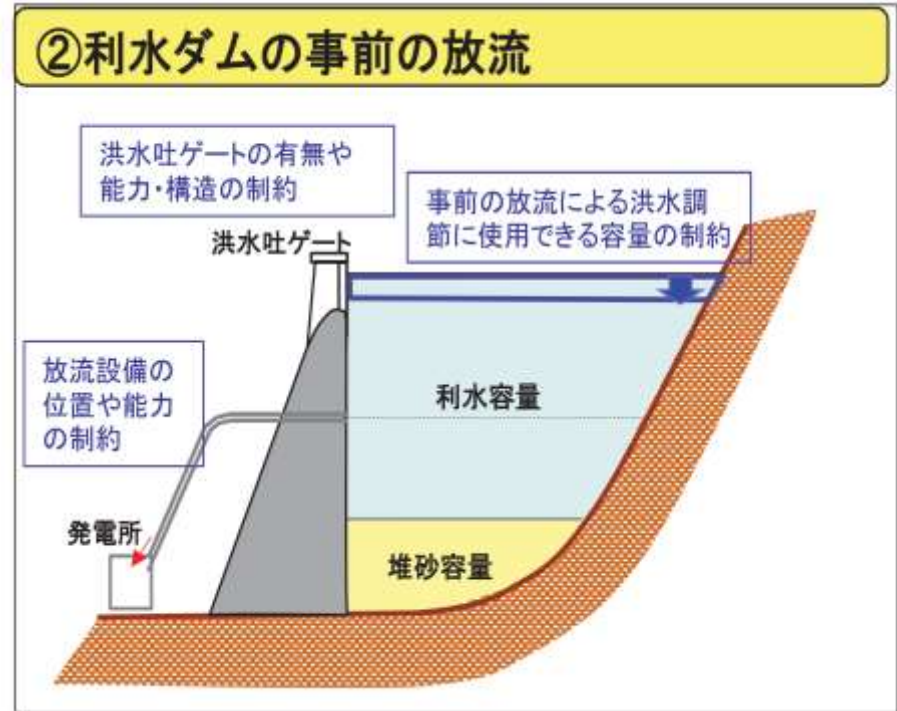 ②利水ダムの事前の放流
洪水吐ゲートの有無や
能力・構造の制約
事前の放流による洪水調
節に使用できる容量の制約
洪水吐ゲート
放流設備の
位置や能力
の制約
利水容量
発電所
堆砂容量